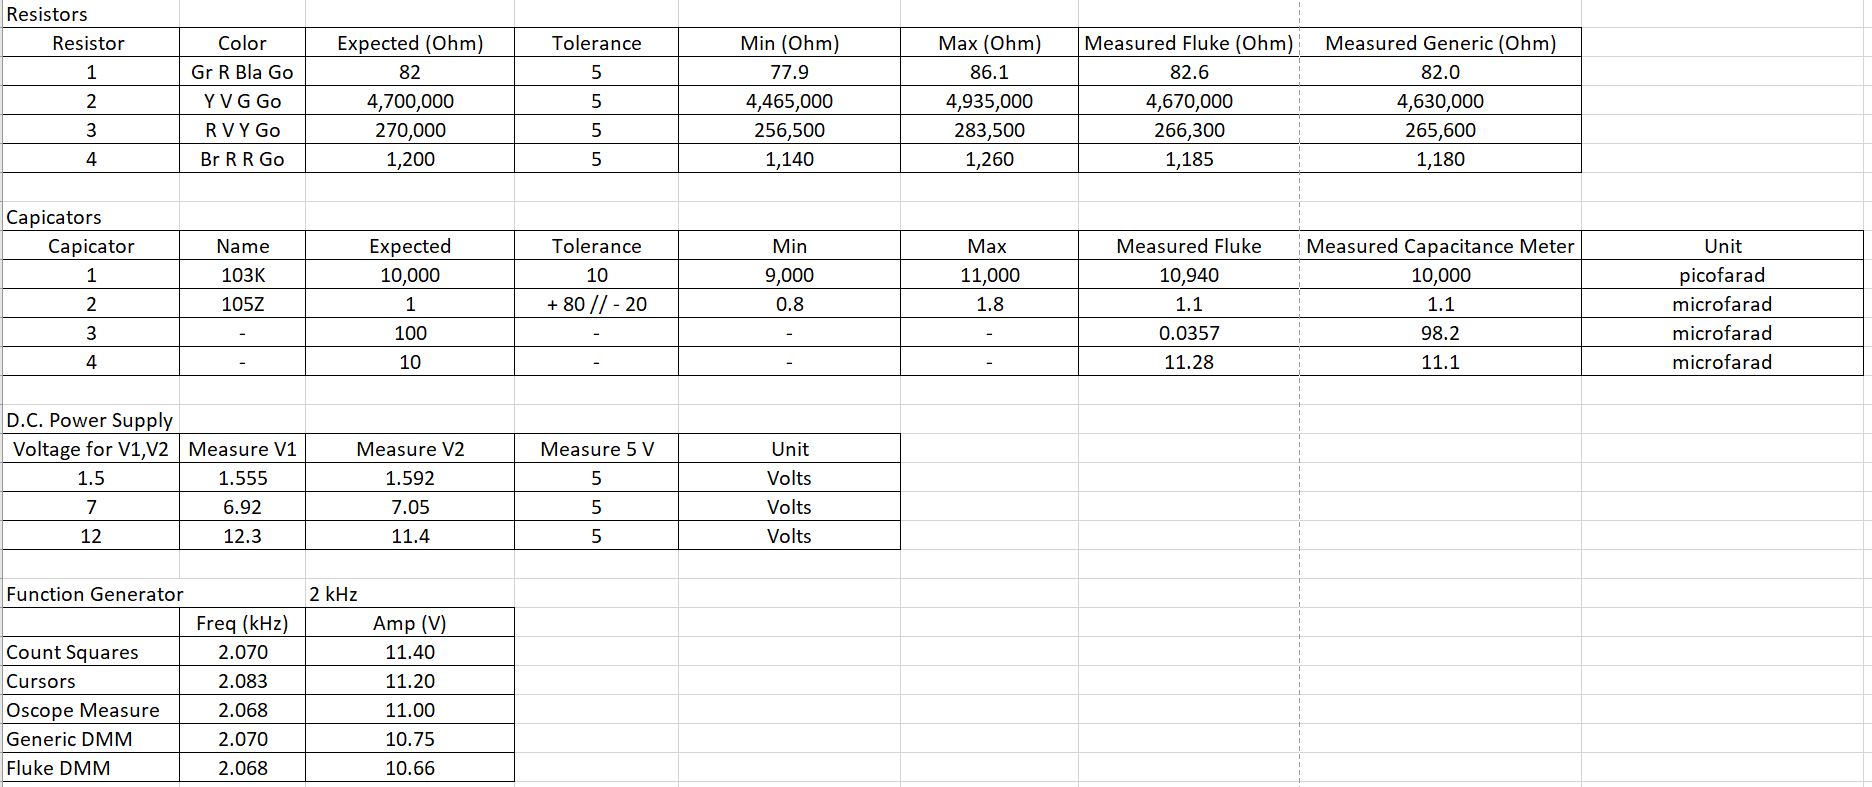 Resistors
Resistor Color Expected (Ohm) Tolerance Min (Ohm) Max (Ohm) Measured Fluke (Ohm) Measured Generic (Ohm)
1 Gr R Bla Go 82 5 77.9 86.1 82.6 82.0
2 Y V G Go 4,700,000 5 4,465,000 4,935,000 4,670,000 4,630,000
3 R V Y Go 270,000 5 256,500 283,500 266,300 265,600
4 Br R R Go 1,200 5 1,140 1,260 1,185 1,180
Capicators
Capicator Name Expected Tolerance Min Max Measured Fluke Measured Capacitance Meter Unit
1 103K 10,000 10 9,000 11,000 10,940 10,000 picofarad
2 105Z 1 + 80 // - 20 0.8 1.8 1.1 1.1 microfarad
3 - 100 - - - 0.0357 98.2 microfarad
4 - 10 - - - 11.28 11.1 microfarad
D.C. Power Supply
Voltage for V1,V2 Measure V1 Measure V2 Measure 5 V Unit
1.5 1.555 1.592 5 Volts
7 6.92 7.05 5 Volts
12 12.3 11.4 5 Volts
Function Generator 2 kHz
Freq (kHz) Amp (V)
Count Squares 2.070 11.40
Cursors 2.083 11.20
Oscope Measure 2.068 11.00
Generic DMM 2.070 10.75
Fluke DMM 2.068 10.66